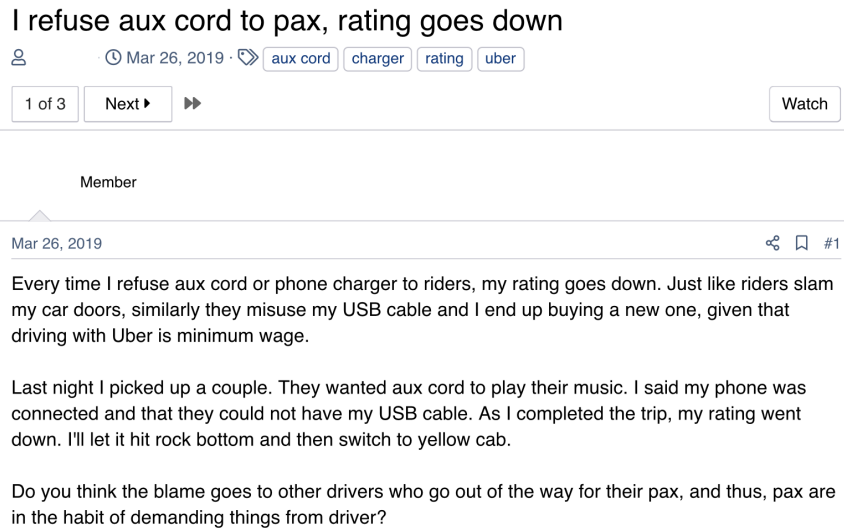 I refuse aux cord to pax, rating goes down
Mar 26, 2019 · aux cord charger rating uber
1 of 3 Next Watch
Member
Mar 26, 2019 #1
Every time I refuse aux cord or phone charger to riders, my rating goes down. Just like riders slam
my car doors, similarly they misuse my USB cable and I end up buying a new one, given that
driving with Uber is minimum wage.
Last night I picked up a couple. They wanted aux cord to play their music. I said my phone was
connected and that they could not have my USB cable. As I completed the trip, my rating went
down. I'll let it hit rock bottom and then switch to yellow cab.
Do you think the blame goes to other drivers who go out of the way for their pax, and thus, pax are
in the habit of demanding things from driver?